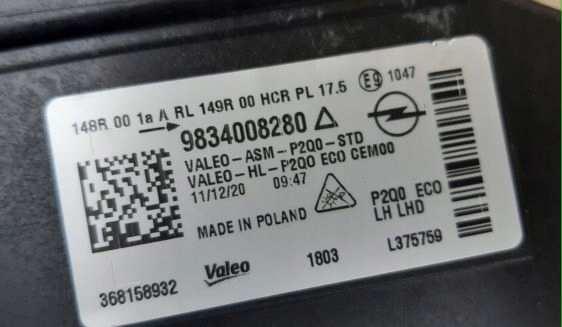 148R 00 1a A RL 149R 00 HCR PL 17.5 E9 1047
9834008280
VALEO-ASM-P2Q0-STD
VALEO-HL-P2Q0 ECO CEM00
11/12/20 09:47
MADE IN POLAND
P2Q0 ECO
LH LHD
368158932 Valeo 1803 L375759